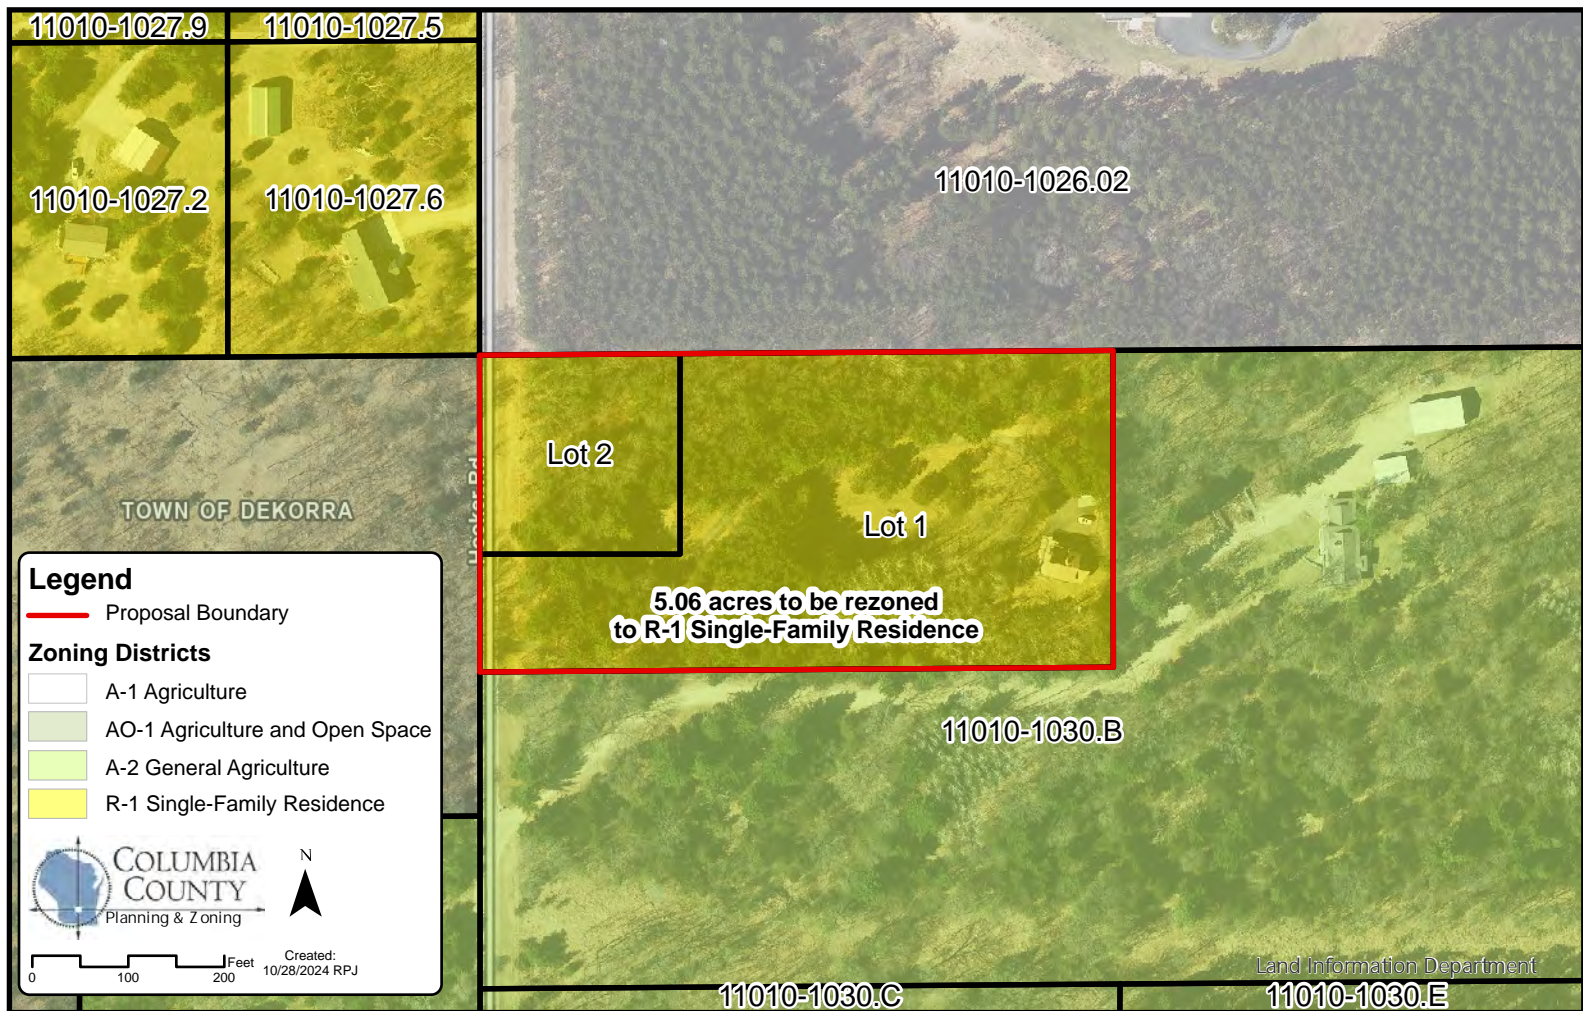 11010-1027.9
11010-1027.5
11010-1027.2
11010-1027.6
11010-1026.02
TOWN OF DEKORRA
Hooker Rd
Lot 2
Lot 1
5.06 acres to be rezoned
to R-1 Single-Family Residence
11010-1030.B
Legend
Proposal Boundary
Zoning Districts
A-1 Agriculture
AO-1 Agriculture and Open Space
A-2 General Agriculture
R-1 Single-Family Residence
COLUMBIA
COUNTY
Planning & Zoning
N
0 100 200 Feet
Created:
10/28/2024 RPJ
Land Information Department
11010-1030.C
11010-1030.E